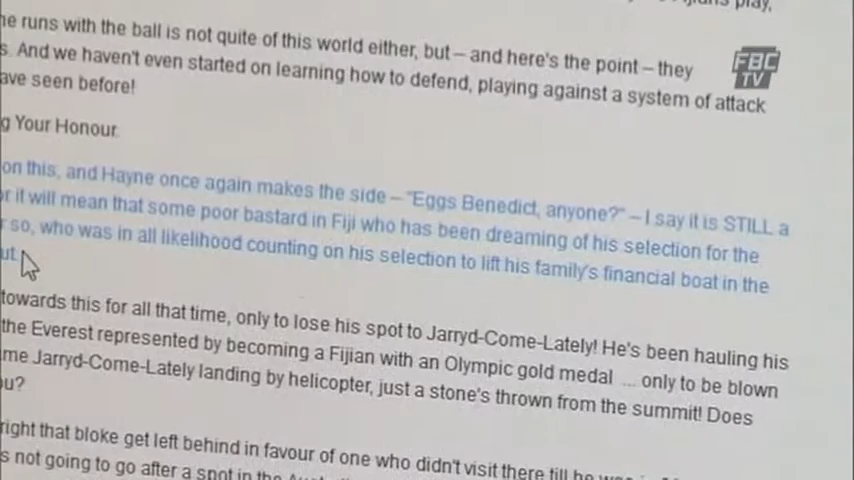 play,
ne runs with the ball is not quite of this world either, but – and here's the point – they
s. And we haven't even started on learning how to defend, playing against a system of attack
ave seen before!
g Your Honour.
on this, and Hayne once again makes the side – "Eggs Benedict, anyone?" – I say it is STILL a
or it will mean that some poor bastard in Fiji who has been dreaming of his selection for the
r so, who was in all likelihood counting on his selection to lift his family's financial boat in the
ut.
towards this for all that time, only to lose his spot to Jarryd-Come-Lately! He's been hauling his
the Everest represented by becoming a Fijian with an Olympic gold medal ... only to be blown
me Jarryd-Come-Lately landing by helicopter, just a stone's thrown from the summit! Does
ou?
right that bloke get left behind in favour of one who didn't visit there till he
s not going to go after a spot in the
FBC
TV